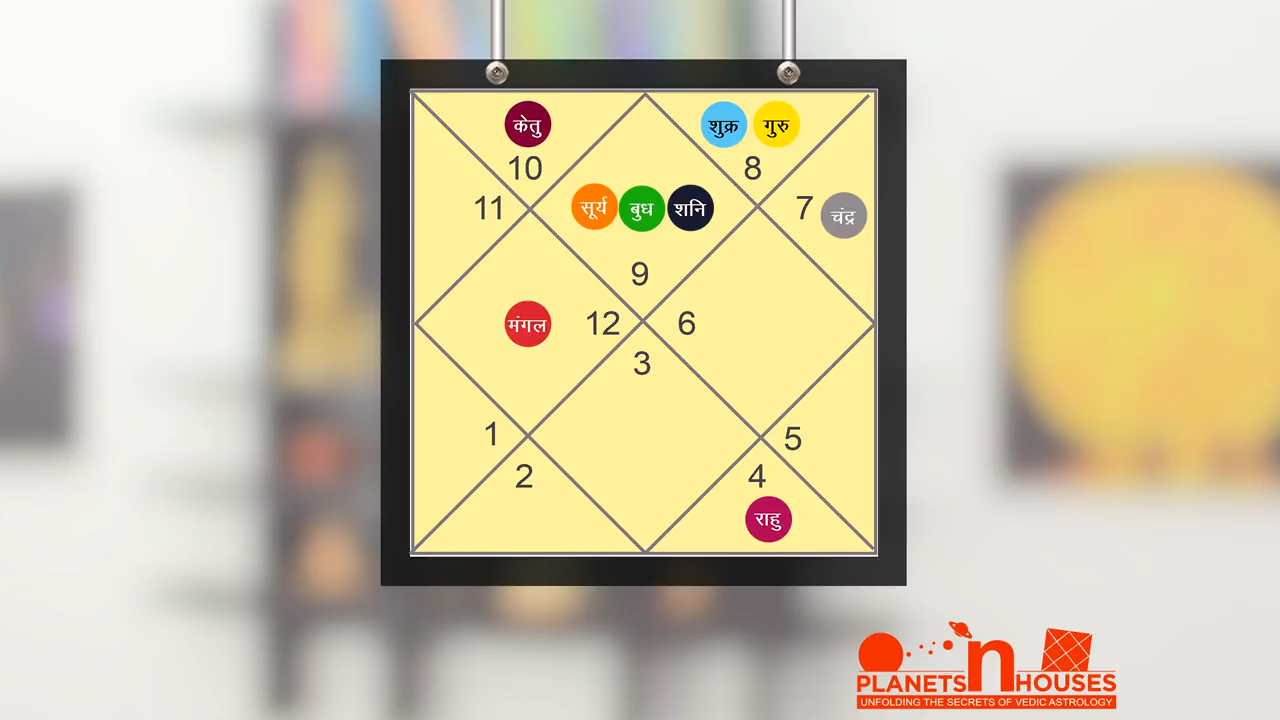 केतु
शुक्र गुरु
10
8
11
सूर्य बुध शनि
7 चंद्र
9
मंगल
12 6
3
1
5
2
4
राहु
PLANETS n HOUSES
UNFOLDING THE SECRETS OF VEDIC ASTROLOGY